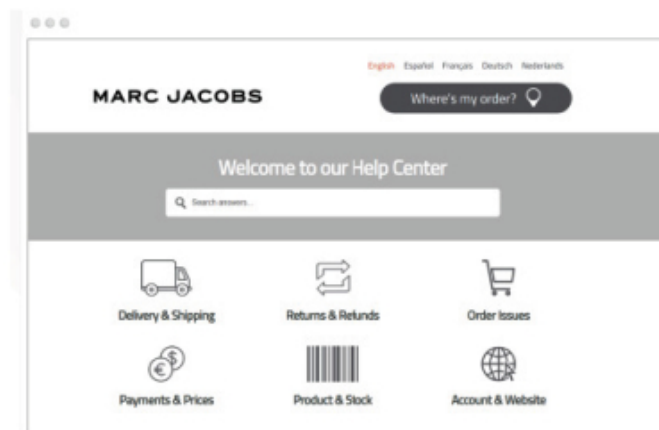 English Español Français Deutsch Nederlands
MARC JACOBS
Where's my order?
Welcome to our Help Center
Search answers...
Delivery & Shipping Returns & Refunds Order Issues
Payments & Prices Product & Stock Account & Website